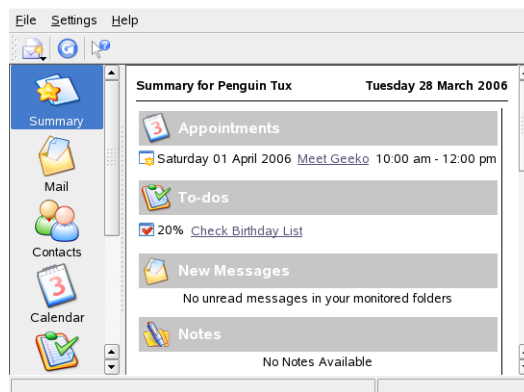 File Settings Help
Summary
Mail
Contacts
3
Calendar
Summary for Penguin Tux Tuesday 28 March 2006
3 Appointments
Saturday 01 April 2006 Meet Geeko 10:00 am - 12:00 pm
To-dos
20% Check Birthday List
New Messages
No unread messages in your monitored folders
Notes
No Notes Available